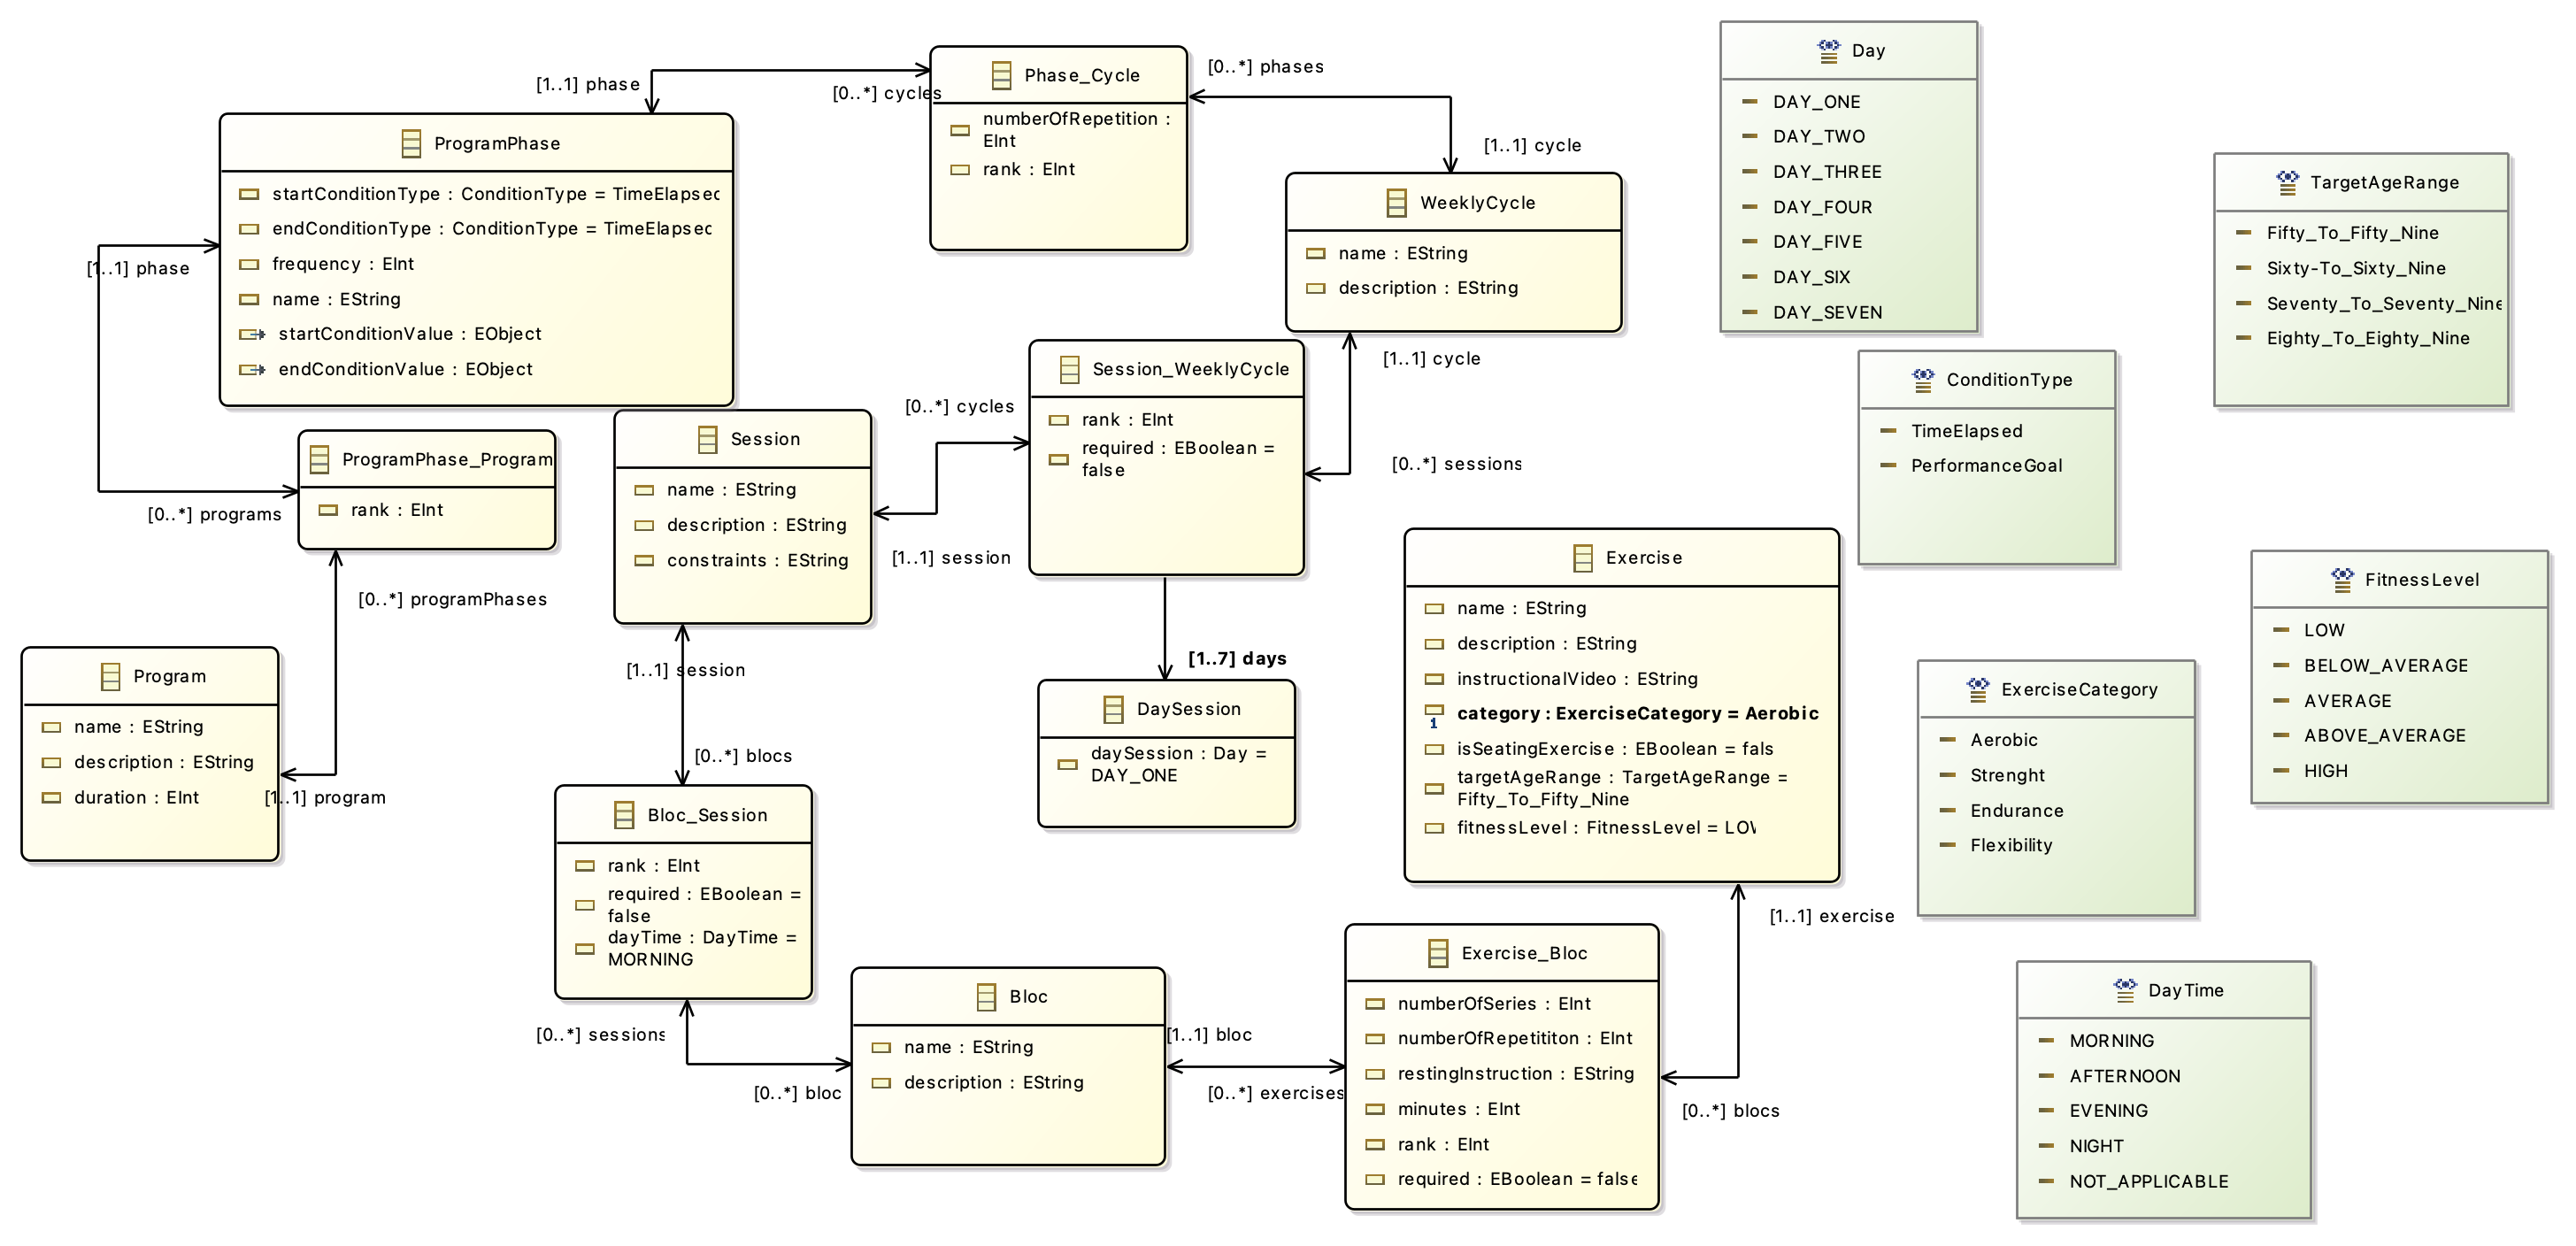 [1..1] phase
[0..*] cycles
Phase_Cycle
numberOfRepetition :
EInt
rank : EInt
[0..*] phases
[1..1] cycle
WeeklyCycle
name : EString
description : EString
ProgramPhase
startConditionType : ConditionType = TimeElapsed
endConditionType : ConditionType = TimeElapsed
frequency : EInt
name : EString
startConditionValue : EObject
endConditionValue : EObject
[1..1] phase
[0..*] programs
ProgramPhase_Program
rank : EInt
[0..*] programPhases
Program
name : EString
description : EString
duration : EInt
[1..1] program
Session
name : EString
description : EString
constraints : EString
[0..*] cycles
[1..1] session
Session_WeeklyCycle
rank : EInt
required : EBoolean =
false
[1..1] cycle
[0..*] sessions
[1..7] days
DaySession
daySession : Day =
DAY_ONE
[1..1] session
[0..*] blocs
Bloc_Session
rank : EInt
required : EBoolean =
false
dayTime : DayTime =
MORNING
[0..*] sessions
[0..*] bloc
Bloc
name : EString
description : EString
[1..1] bloc
[0..*] exercises
Exercise_Bloc
numberOfSeries : EInt
numberOfRepetititon : EInt
restingInstruction : EString
minutes : EInt
rank : EInt
required : EBoolean = false
[1..1] exercise
[0..*] blocs
Exercise
name : EString
description : EString
instructionalVideo : EString
1
category : ExerciseCategory = Aerobic
isSeatingExercise : EBoolean = fals
targetAgeRange : TargetAgeRange =
Fifty_To_Fifty_Nine
fitnessLevel : FitnessLevel = LOW
Day
DAY_ONE
DAY_TWO
DAY_THREE
DAY_FOUR
DAY_FIVE
DAY_SIX
DAY_SEVEN
TargetAgeRange
Fifty_To_Fifty_Nine
Sixty-To_Sixty_Nine
Seventy_To_Seventy_Nine
Eighty_To_Eighty_Nine
ConditionType
TimeElapsed
PerformanceGoal
FitnessLevel
LOW
BELOW_AVERAGE
AVERAGE
ABOVE_AVERAGE
HIGH
ExerciseCategory
Aerobic
Strenght
Endurance
Flexibility
DayTime
MORNING
AFTERNOON
EVENING
NIGHT
NOT_APPLICABLE